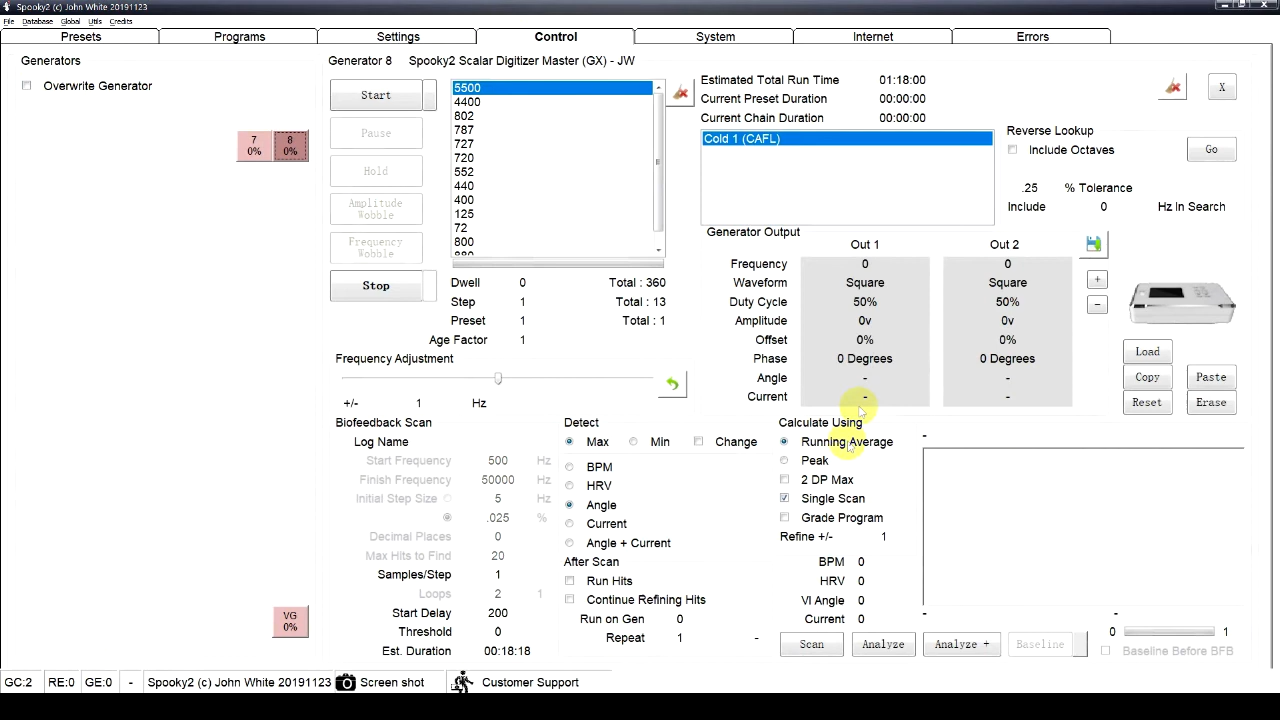 Spooky2 (c) John White 20191123
File Database Global Utils Credits
Presets Programs Settings Control System Internet Errors
Generators
Overwrite Generator
7
0%
8
0%
VG
0%
Generator 8 Spooky2 Scalar Digitizer Master (GX) - JW
Start
Pause
Hold
Amplitude
Wobble
Frequency
Wobble
Stop
5500
4400
802
787
727
720
552
440
400
125
72
800
880
Dwell 0 Total : 360
Step 1 Total : 13
Preset 1 Total : 1
Age Factor 1
Frequency Adjustment
+/- 1 Hz
Estimated Total Run Time 01:18:00
Current Preset Duration 00:00:00
Current Chain Duration 00:00:00
X
Cold 1 (CAFL)
Reverse Lookup
Include Octaves
Go
.25 % Tolerance
Include 0 Hz In Search
Generator Output
Out 1 Out 2
Frequency 0 0
Waveform Square Square
Duty Cycle 50% 50%
Amplitude 0v 0v
Offset 0% 0%
Phase 0 Degrees 0 Degrees
Angle - -
Current - -
+
-
Load
Copy Paste
Reset Erase
Biofeedback Scan
Log Name
Start Frequency 500 Hz
Finish Frequency 50000 Hz
Initial Step Size 5 Hz
.025 %
Decimal Places 0
Max Hits to Find 20
Samples/Step 1
Loops 2 1
Start Delay 200
Threshold 0
Est. Duration 00:18:18
Detect
Max Min Change
BPM
HRV
Angle
Current
Angle + Current
After Scan
Run Hits
Continue Refining Hits
Run on Gen 0
Repeat 1 -
Calculate Using
Running Average
Peak
2 DP Max
Single Scan
Grade Program
Refine +/- 1
BPM 0
HRV 0
VI Angle 0
Current 0
-
- -
0 1
Scan Analyze Analyze + Baseline
Baseline Before BFB
GC:2 RE:0 GE:0 - Spooky2 (c) John White 20191123 Screen shot Customer Support